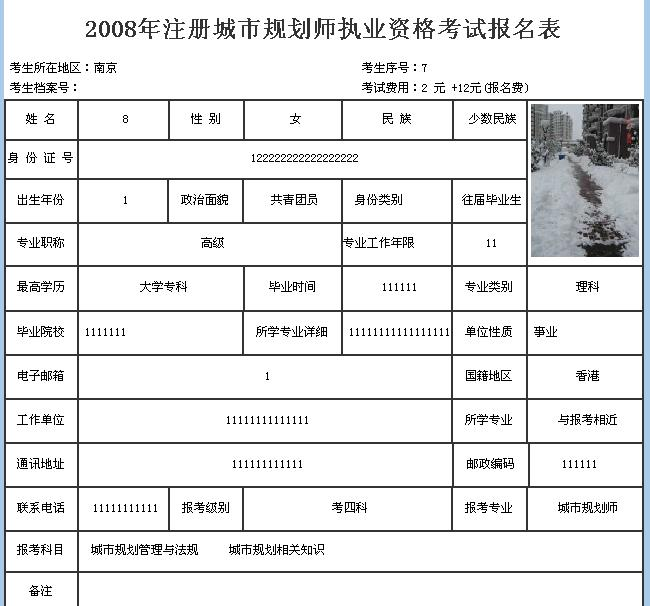 2008年注册城市规划师执业资格考试报名表
考生所在地区：南京 考生序号：7
考生档案号： 考试费用：2 元 +12元(报名费)
姓 名 8 性 别 女 民 族 少数民族
身 份 证 号 122222222222222222
出生年份 1 政治面貌 共青团员 身份类别 往届毕业生
专业职称 高级 专业工作年限 11
最高学历 大学专科 毕业时间 111111 专业类别 理科
毕业院校 1111111 所学专业详细 11111111111111111 单位性质 事业
电子邮箱 1 国籍地区 香港
工作单位 11111111111111 所学专业 与报考相近
通讯地址 111111111111 邮政编码 111111
联系电话 11111111111 报考级别 考四科 报考专业 城市规划师
报考科目 城市规划管理与法规 城市规划相关知识
备注